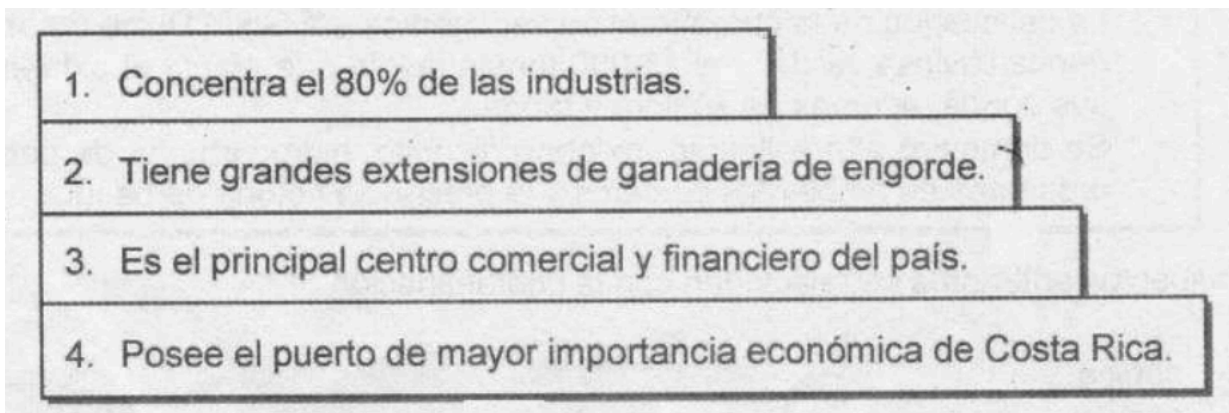 1. Concentra el 80% de las industrias.
2. Tiene grandes extensiones de ganadería de engorde.
3. Es el principal centro comercial y financiero del país.
4. Posee el puerto de mayor importancia económica de Costa Rica.